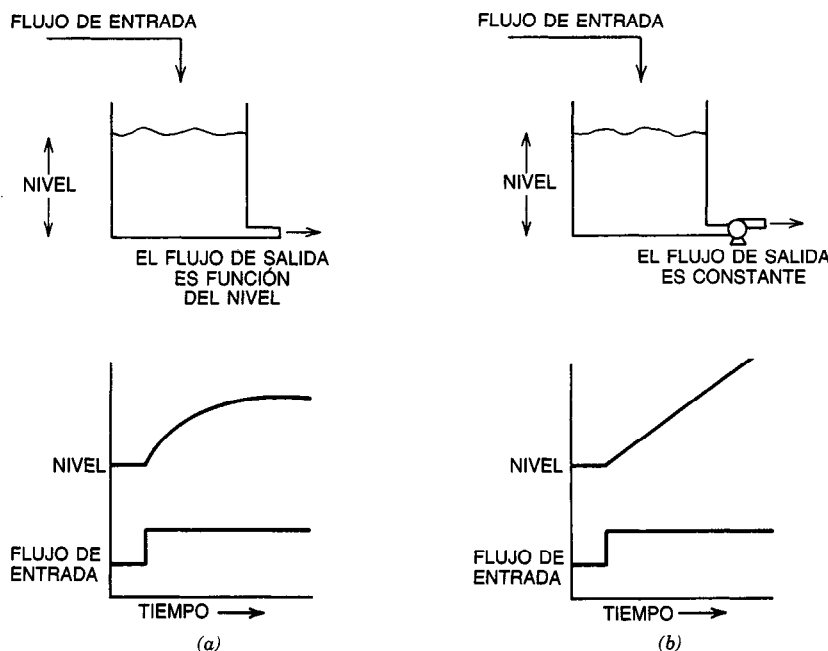 FLUJO DE ENTRADA
NIVEL
EL FLUJO DE SALIDA
ES FUNCIÓN
DEL NIVEL
NIVEL
FLUJO DE
ENTRADA
TIEMPO
(a)
FLUJO DE ENTRADA
NIVEL
EL FLUJO DE SALIDA
ES CONSTANTE
NIVEL
FLUJO DE
ENTRADA
TIEMPO
(b)